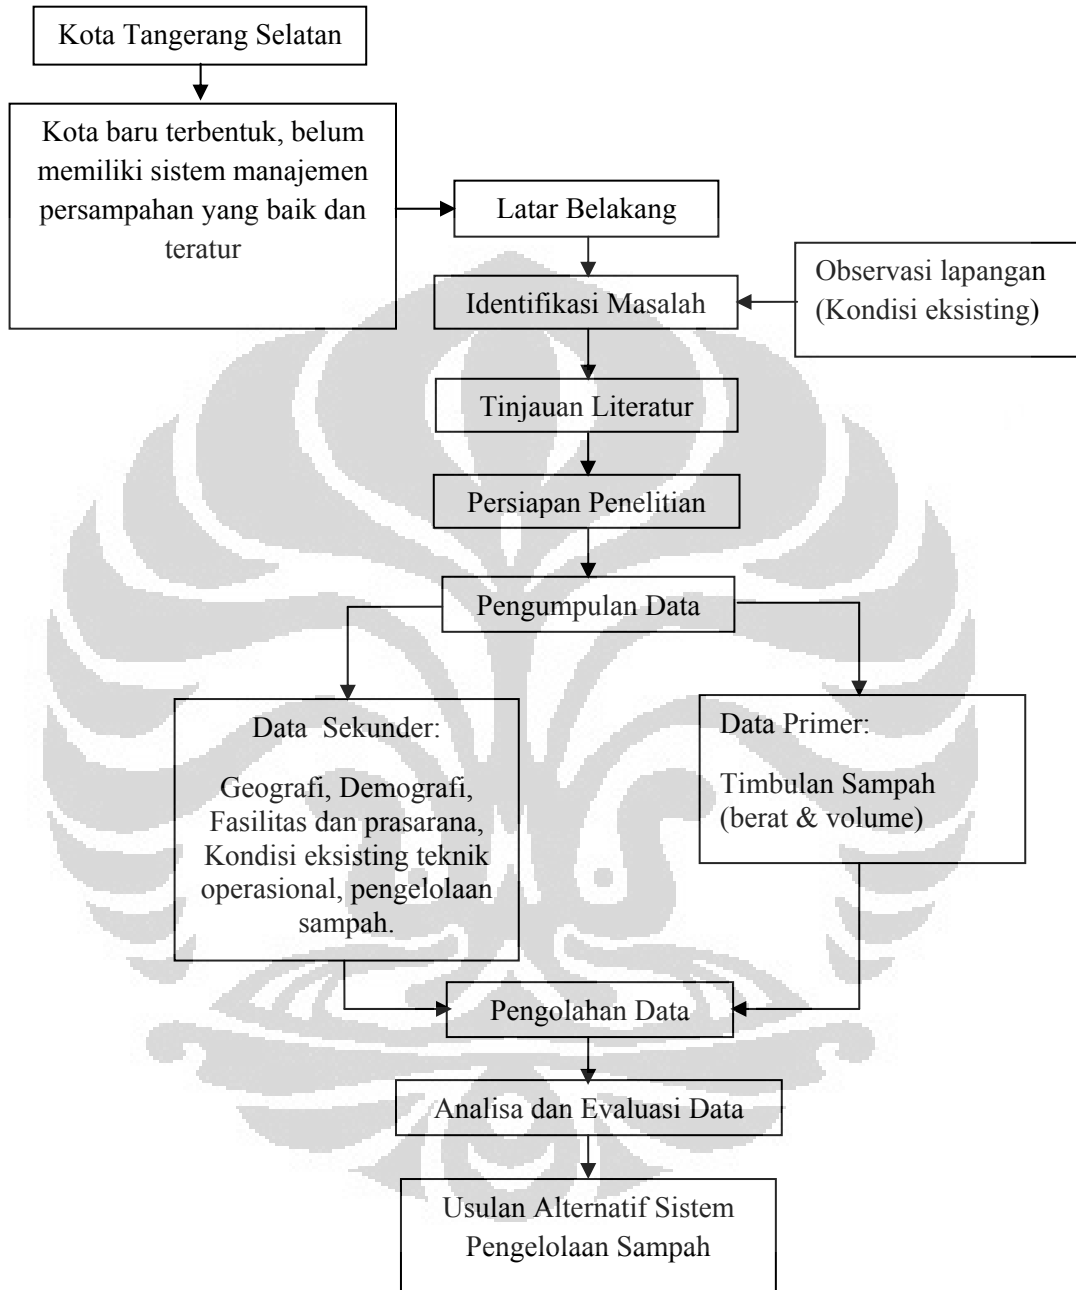 Kota Tangerang Selatan
Kota baru terbentuk, belum
memiliki sistem manajemen
persampahan yang baik dan
teratur
Latar Belakang
Observasi lapangan
(Kondisi eksisting)
Identifikasi Masalah
Tinjauan Literatur
Persiapan Penelitian
Pengumpulan Data
Data Sekunder:
Geografi, Demografi,
Fasilitas dan prasarana,
Kondisi eksisting teknik
operasional, pengelolaan
sampah.
Data Primer:
Timbulan Sampah
(berat & volume)
Pengolahan Data
Analisa dan Evaluasi Data
Usulan Alternatif Sistem
Pengelolaan Sampah